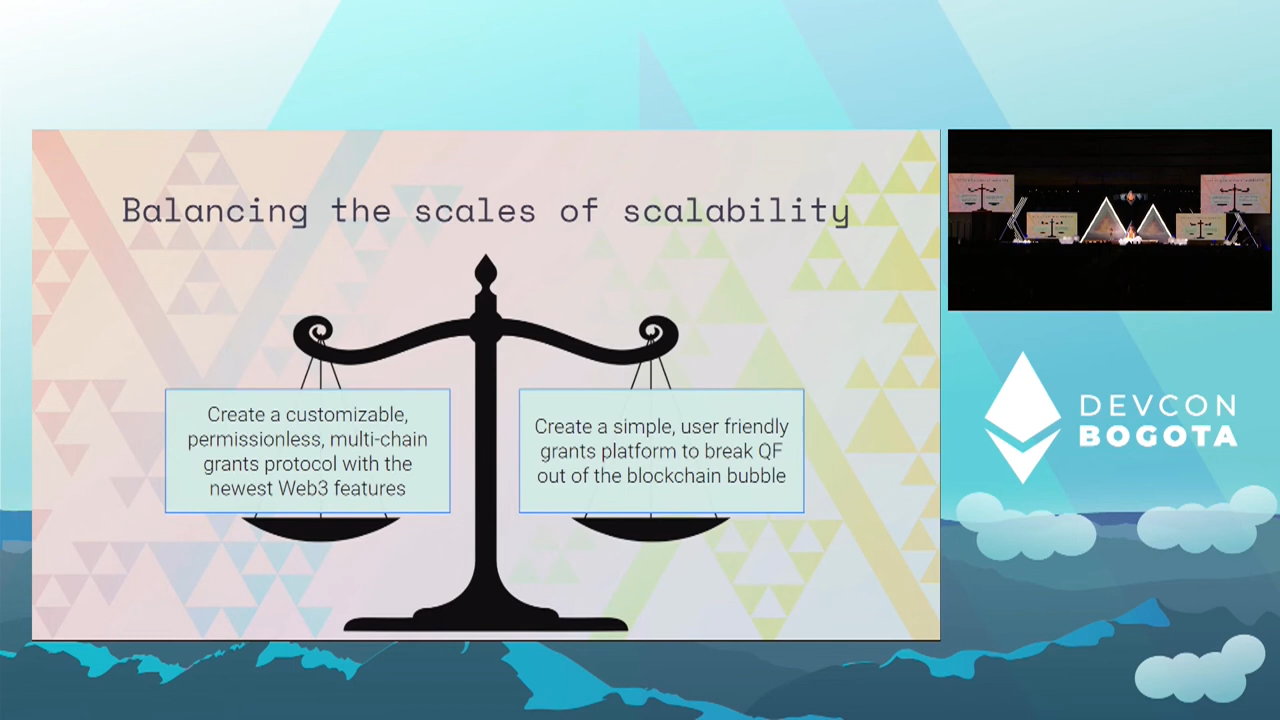 Balancing the scales of scalability
Create a customizable,
permissionless, multi-chain
grants protocol with the
newest Web3 features
Create a simple, user friendly
grants platform to break QF
out of the blockchain bubble
DEVCON
BOGOTA